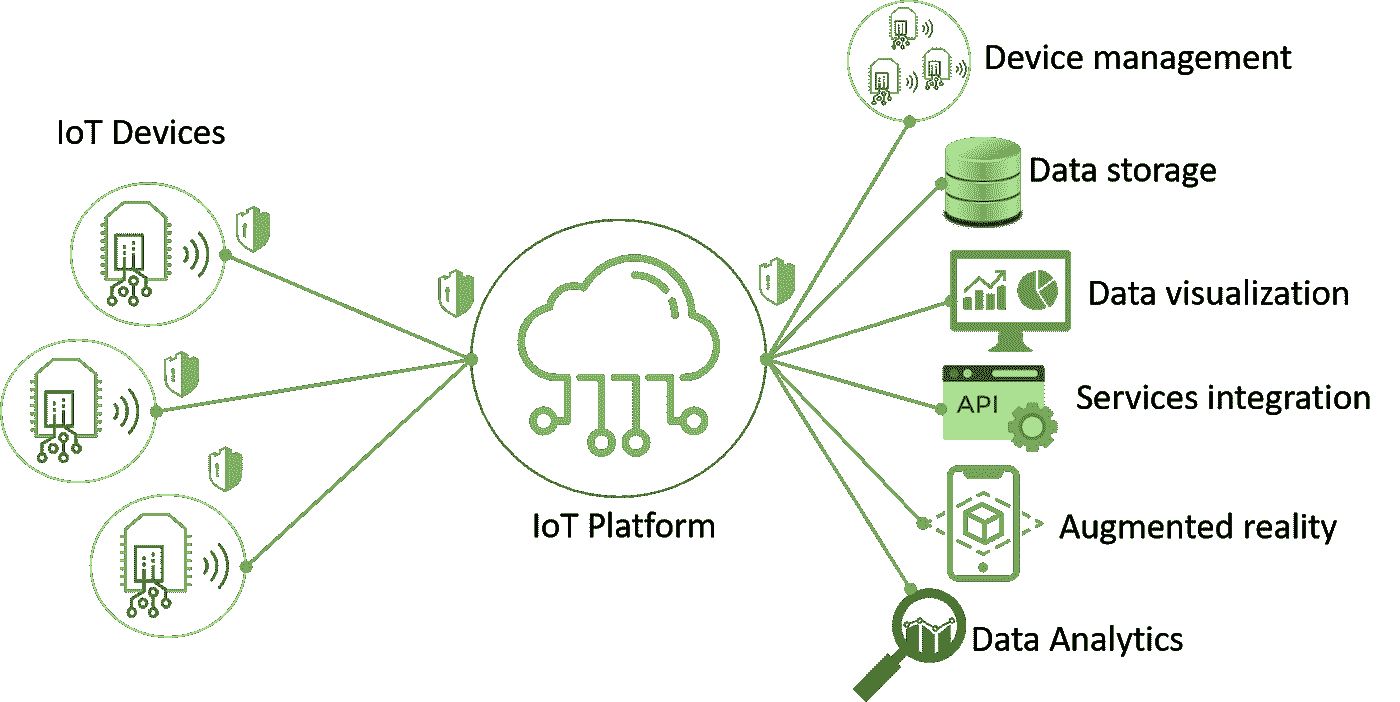 Device management
IoT Devices
Data storage
Data visualization
API
Services integration
IoT Platform
Augmented reality
Data Analytics